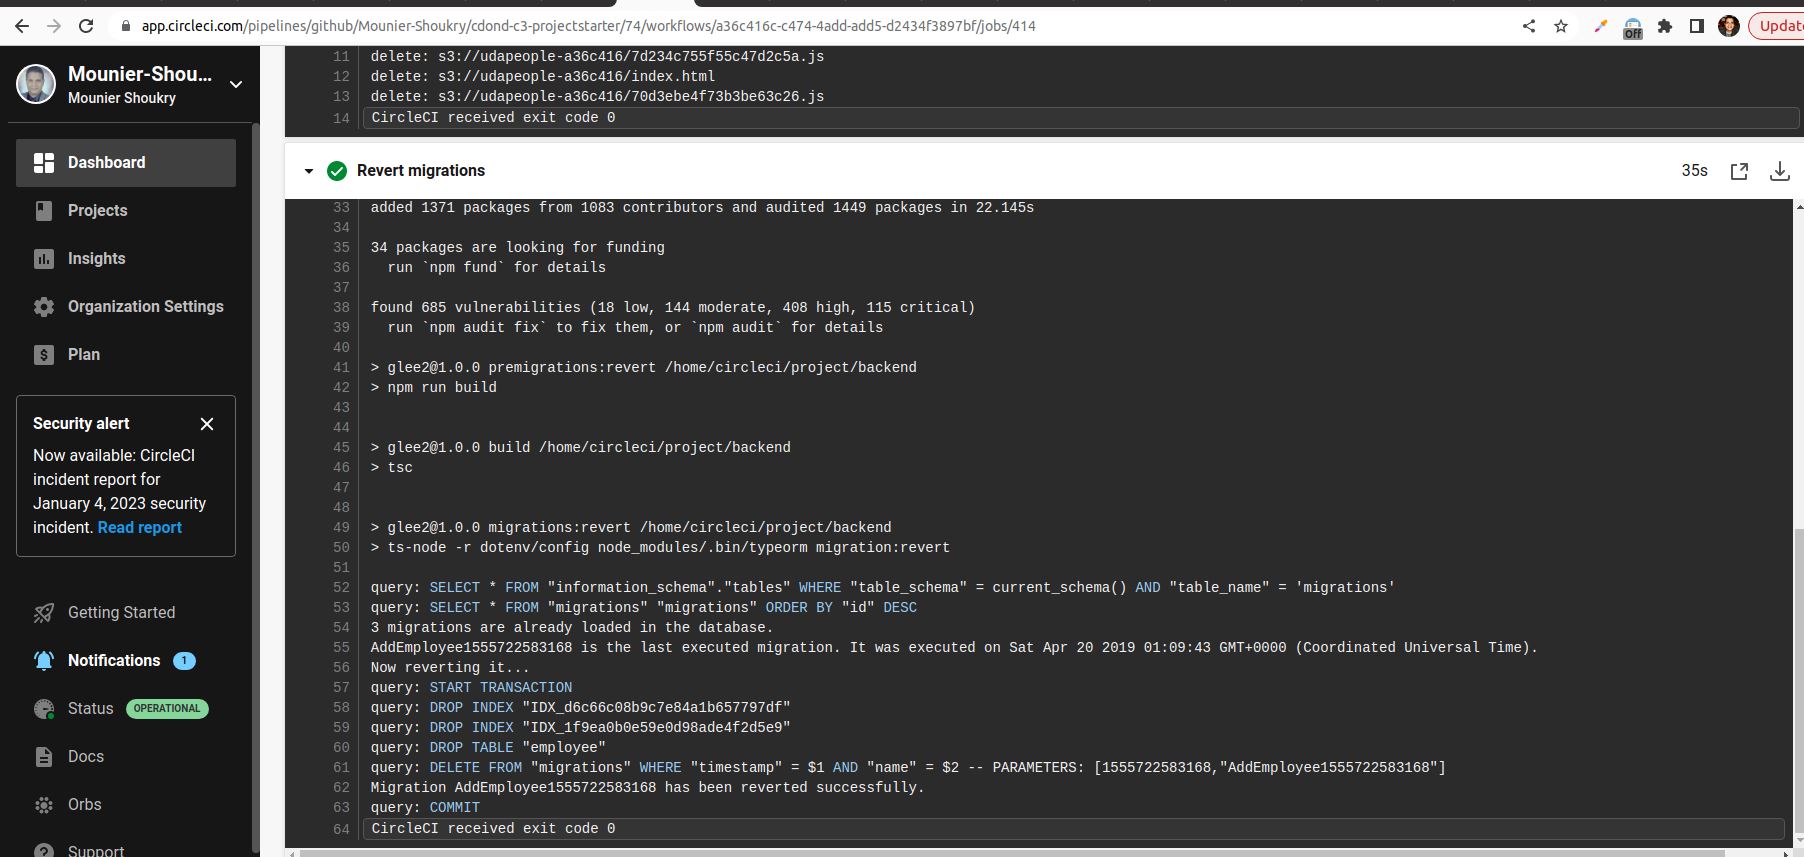 app.circleci.com/pipelines/github/Mounier-Shoukry/cdond-c3-projectstarter/74/workflows/a36c416c-c474-4add-add5-d2434f3897bf/jobs/414
Off
Update
Mounier-Shou...
Mounier Shoukry
Dashboard
Projects
Insights
Organization Settings
Plan
Security alert
Now available: CircleCI
incident report for
January 4, 2023 security
incident. Read report
Getting Started
Notifications 1
Status OPERATIONAL
Docs
Orbs
Support
11 delete: s3://udapeople-a36c416/7d234c755f55c47d2c5a.js
12 delete: s3://udapeople-a36c416/index.html
13 delete: s3://udapeople-a36c416/70d3ebe4f73b3be63c26.js
14 CircleCI received exit code 0
Revert migrations 35s
33 added 1371 packages from 1083 contributors and audited 1449 packages in 22.145s
34
35 34 packages are looking for funding
36 run `npm fund` for details
37
38 found 685 vulnerabilities (18 low, 144 moderate, 408 high, 115 critical)
39 run `npm audit fix` to fix them, or `npm audit` for details
40
41 > glee2@1.0.0 premigrations:revert /home/circleci/project/backend
42 > npm run build
43
44
45 > glee2@1.0.0 build /home/circleci/project/backend
46 > tsc
47
48
49 > glee2@1.0.0 migrations:revert /home/circleci/project/backend
50 > ts-node -r dotenv/config node_modules/.bin/typeorm migration:revert
51
52 query: SELECT * FROM "information_schema"."tables" WHERE "table_schema" = current_schema() AND "table_name" = 'migrations'
53 query: SELECT * FROM "migrations" "migrations" ORDER BY "id" DESC
54 3 migrations are already loaded in the database.
55 AddEmployee1555722583168 is the last executed migration. It was executed on Sat Apr 20 2019 01:09:43 GMT+0000 (Coordinated Universal Time).
56 Now reverting it...
57 query: START TRANSACTION
58 query: DROP INDEX "IDX_d6c66c08b9c7e84a1b657797df"
59 query: DROP INDEX "IDX_1f9ea0b0e59e0d98ade4f2d5e9"
60 query: DROP TABLE "employee"
61 query: DELETE FROM "migrations" WHERE "timestamp" = $1 AND "name" = $2 -- PARAMETERS: [1555722583168,"AddEmployee1555722583168"]
62 Migration AddEmployee1555722583168 has been reverted successfully.
63 query: COMMIT
64 CircleCI received exit code 0